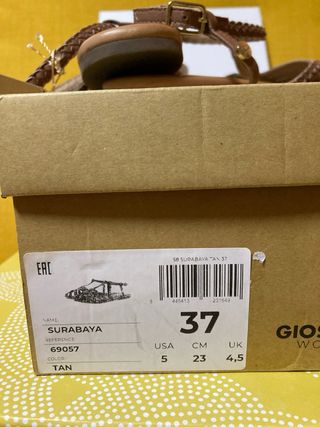 EAC
58 SURABAYA TAN 37
NAME:
SURABAYA
REFERENCE
69057
COLOR:
TAN
37
USA CM UK
5 23 4,5
GIOS
WO